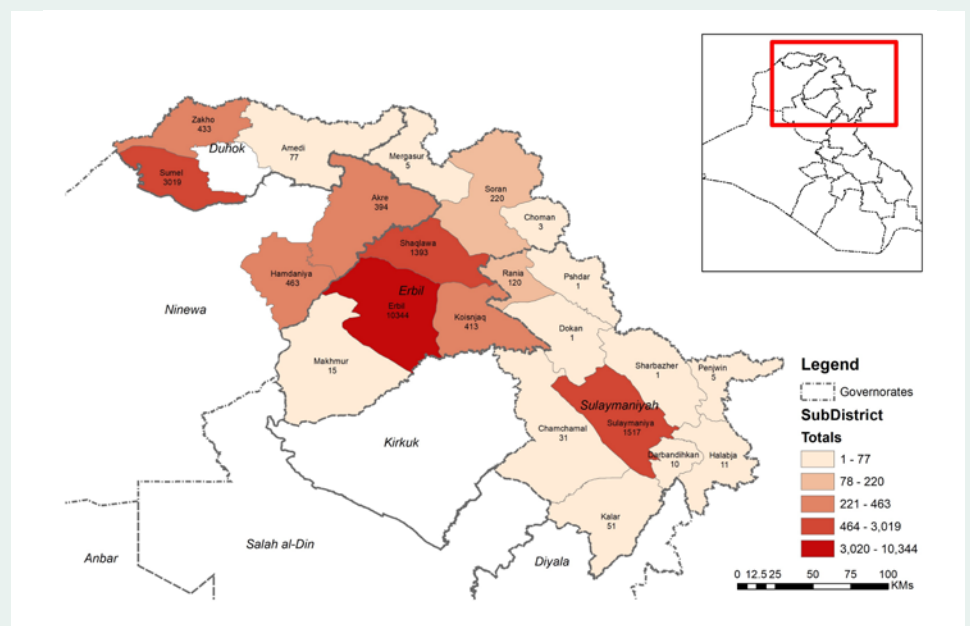 Zakho
433
Duhok
Amedi
77
Mergasur
5
Sumel
3019
Soran
220
Akre
394
Choman
3
Shaqlawa
1393
Hamdaniya
463
Rania
120
Pshdar
1
Erbil
Erbil
10344
Ninewa
Koisnjaq
413
Dokan
1
Makhmur
15
Sharbazher
1
Penjwin
5
Sulaymaniyah
Sulaymaniya
1517
Chamchamal
31
Kirkuk
Darbandihkan
10
Halabja
11
Kalar
51
Salah al-Din
Anbar
Diyala
Legend
Governorates
SubDistrict
Totals
1 - 77
78 - 220
221 - 463
464 - 3,019
3,020 - 10,344
0 12.5 25 50 75 100
KMs